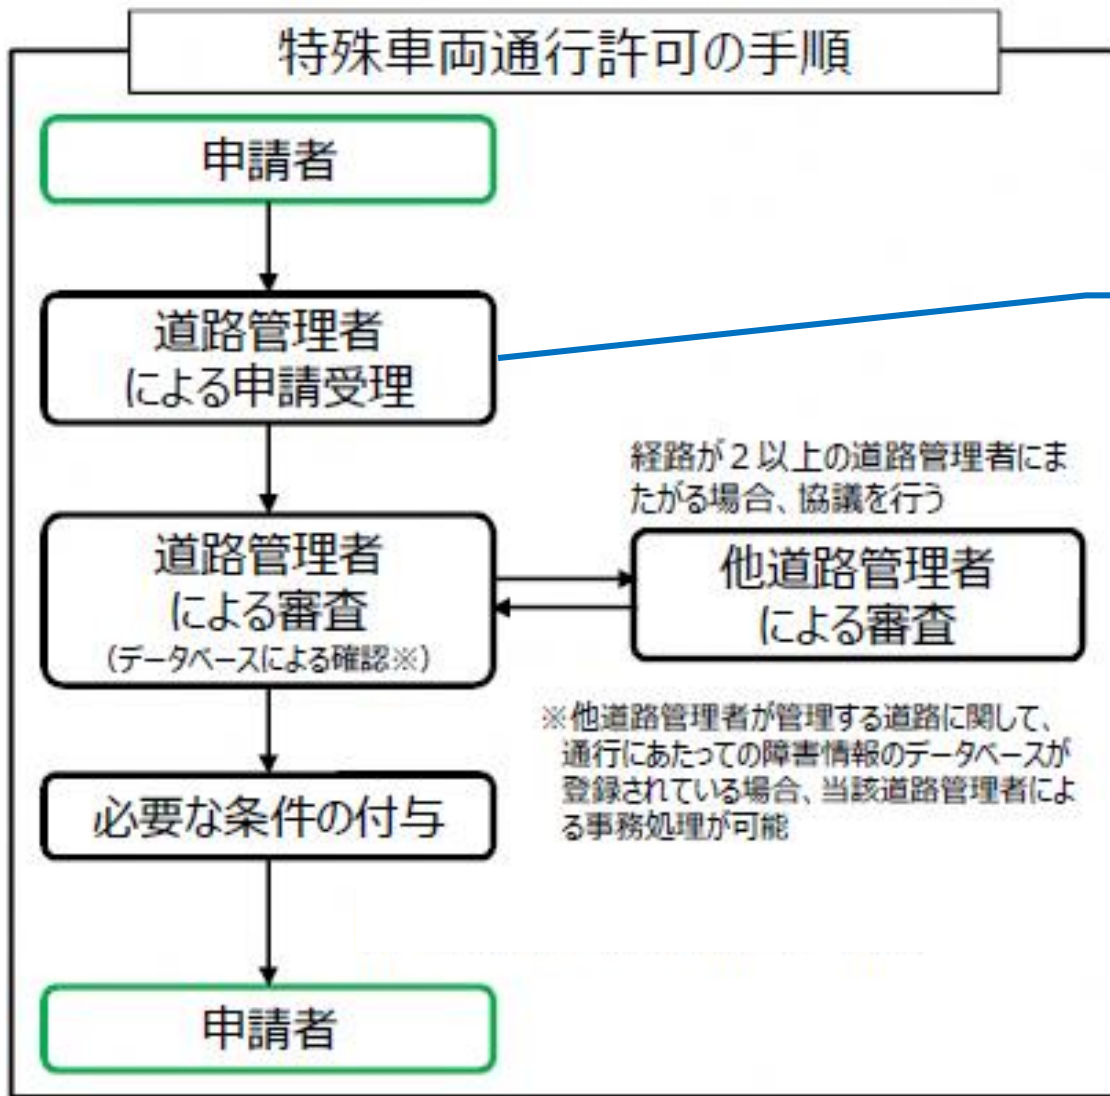 特殊車両通行許可の手順
申請者
道路管理者
による申請受理
経路が２以上の道路管理者にま
たがる場合、協議を行う
道路管理者
による審査
（データベースによる確認※）
他道路管理者
による審査
※他道路管理者が管理する道路に関して、
通行にあたっての障害情報のデータベースが
登録されている場合、当該道路管理者によ
る事務処理が可能
必要な条件の付与
申請者